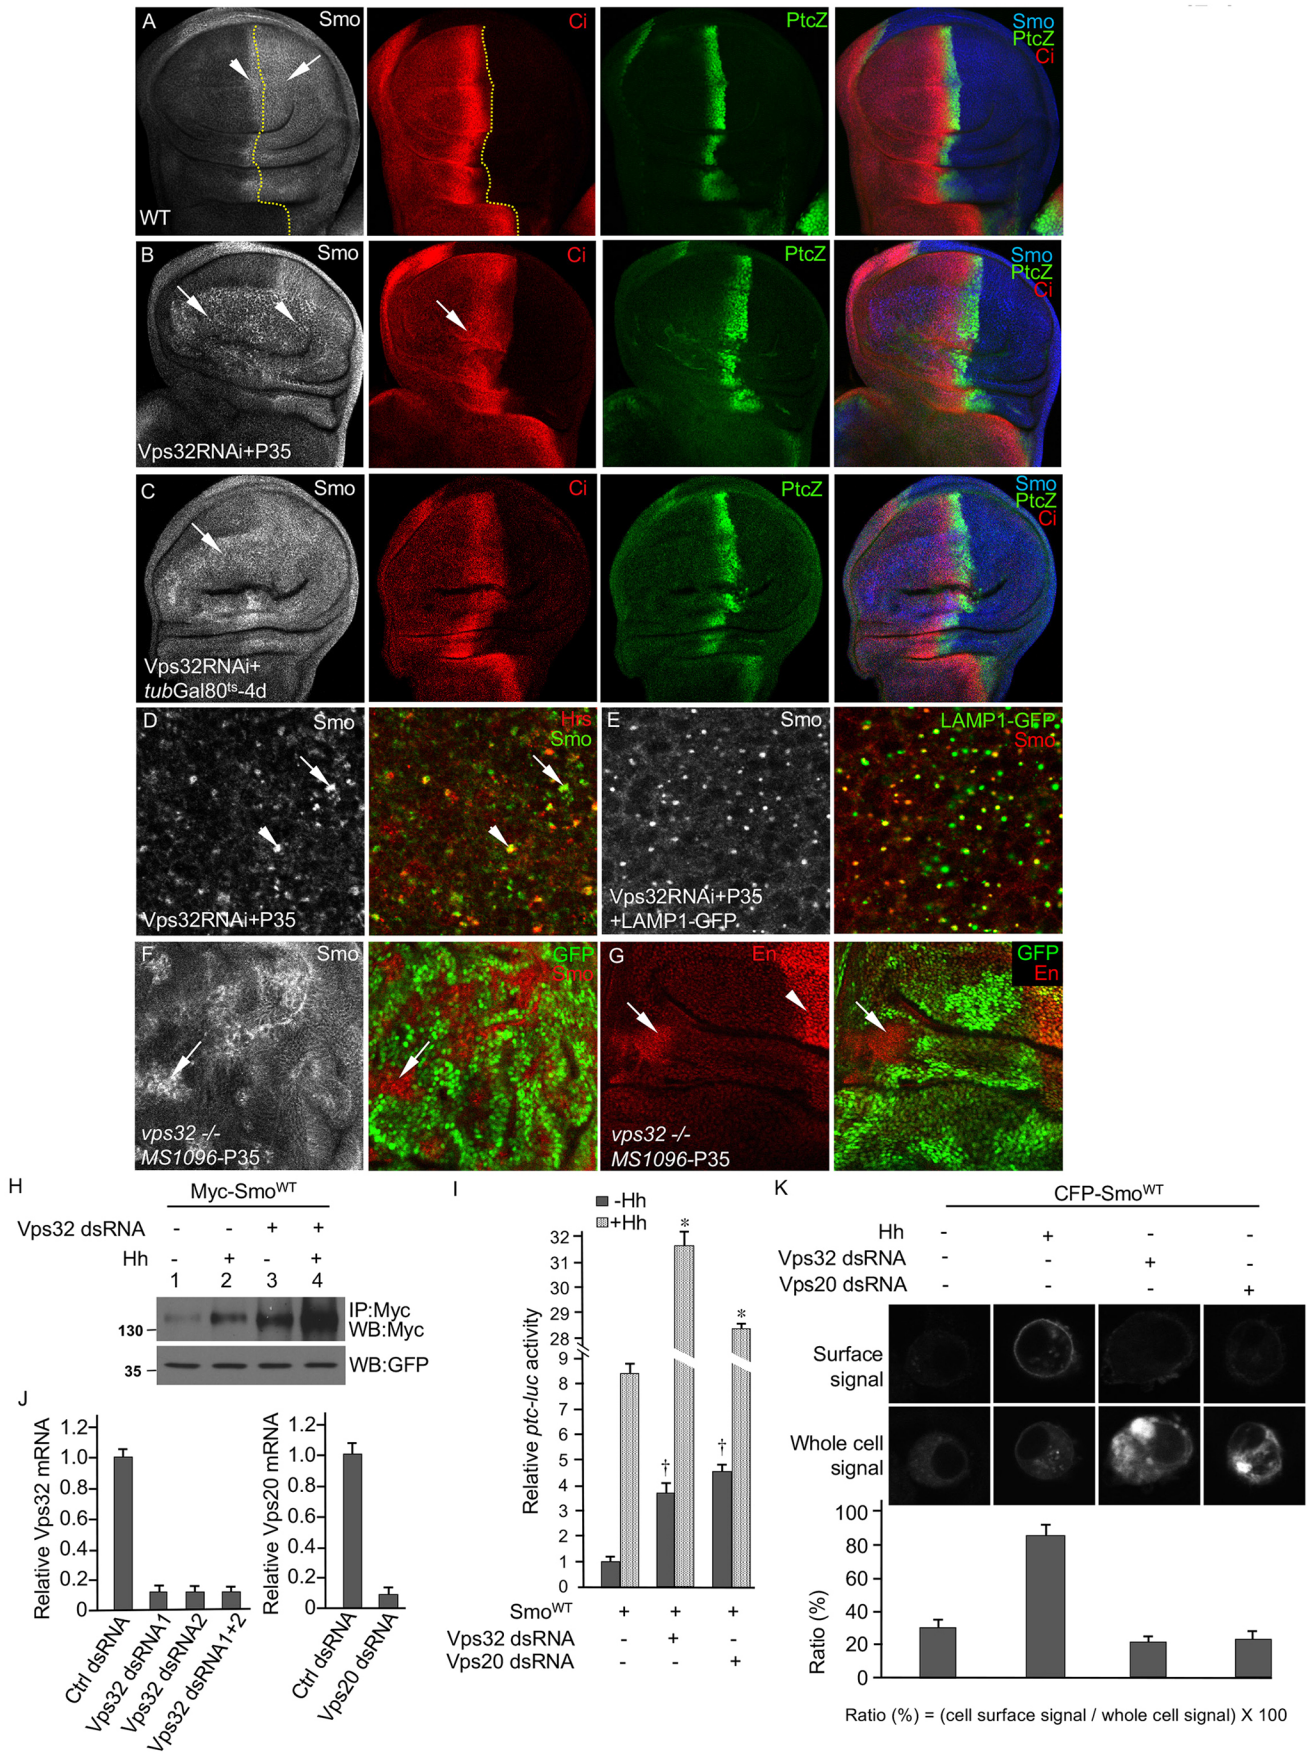 A Smo Ci PtcZ Smo
PtcZ
Ci
WT
B Smo Ci PtcZ Smo
PtcZ
Ci
Vps32RNAi+P35
C Smo Ci PtcZ Smo
PtcZ
Ci
Vps32RNAi+
tubGal80ts-4d
D Smo Hrs
Smo
Vps32RNAi+P35
E Smo LAMP1-GFP
Smo
Vps32RNAi+P35
+LAMP1-GFP
F Smo GFP
Smo
vps32 -/-
MS1096-P35
G En GFP
En
vps32 -/-
MS1096-P35
H
Myc-SmoWT
Vps32 dsRNA - - + +
Hh - + - +
1 2 3 4
IP:Myc
WB:Myc
130
35
WB:GFP
I
-Hh
+Hh
Relative ptc-luc activity
32
31
30
29
28
9
8
7
6
5
4
3
2
1
0
* *
† †
SmoWT + + +
Vps32 dsRNA - + -
Vps20 dsRNA - - +
J
Relative Vps32 mRNA
1.2
1.0
0.8
0.6
0.4
0.2
0
Ctrl dsRNA
Vps32 dsRNA1
Vps32 dsRNA2
Vps32 dsRNA1+2
Relative Vps20 mRNA
1.2
1.0
0.8
0.6
0.4
0.2
0
Ctrl dsRNA
Vps20 dsRNA
K
CFP-SmoWT
Hh - + - -
Vps32 dsRNA - - + -
Vps20 dsRNA - - - +
Surface
signal
Whole cell
signal
Ratio (%)
100
80
60
40
20
0
Ratio (%) = (cell surface signal / whole cell signal) X 100